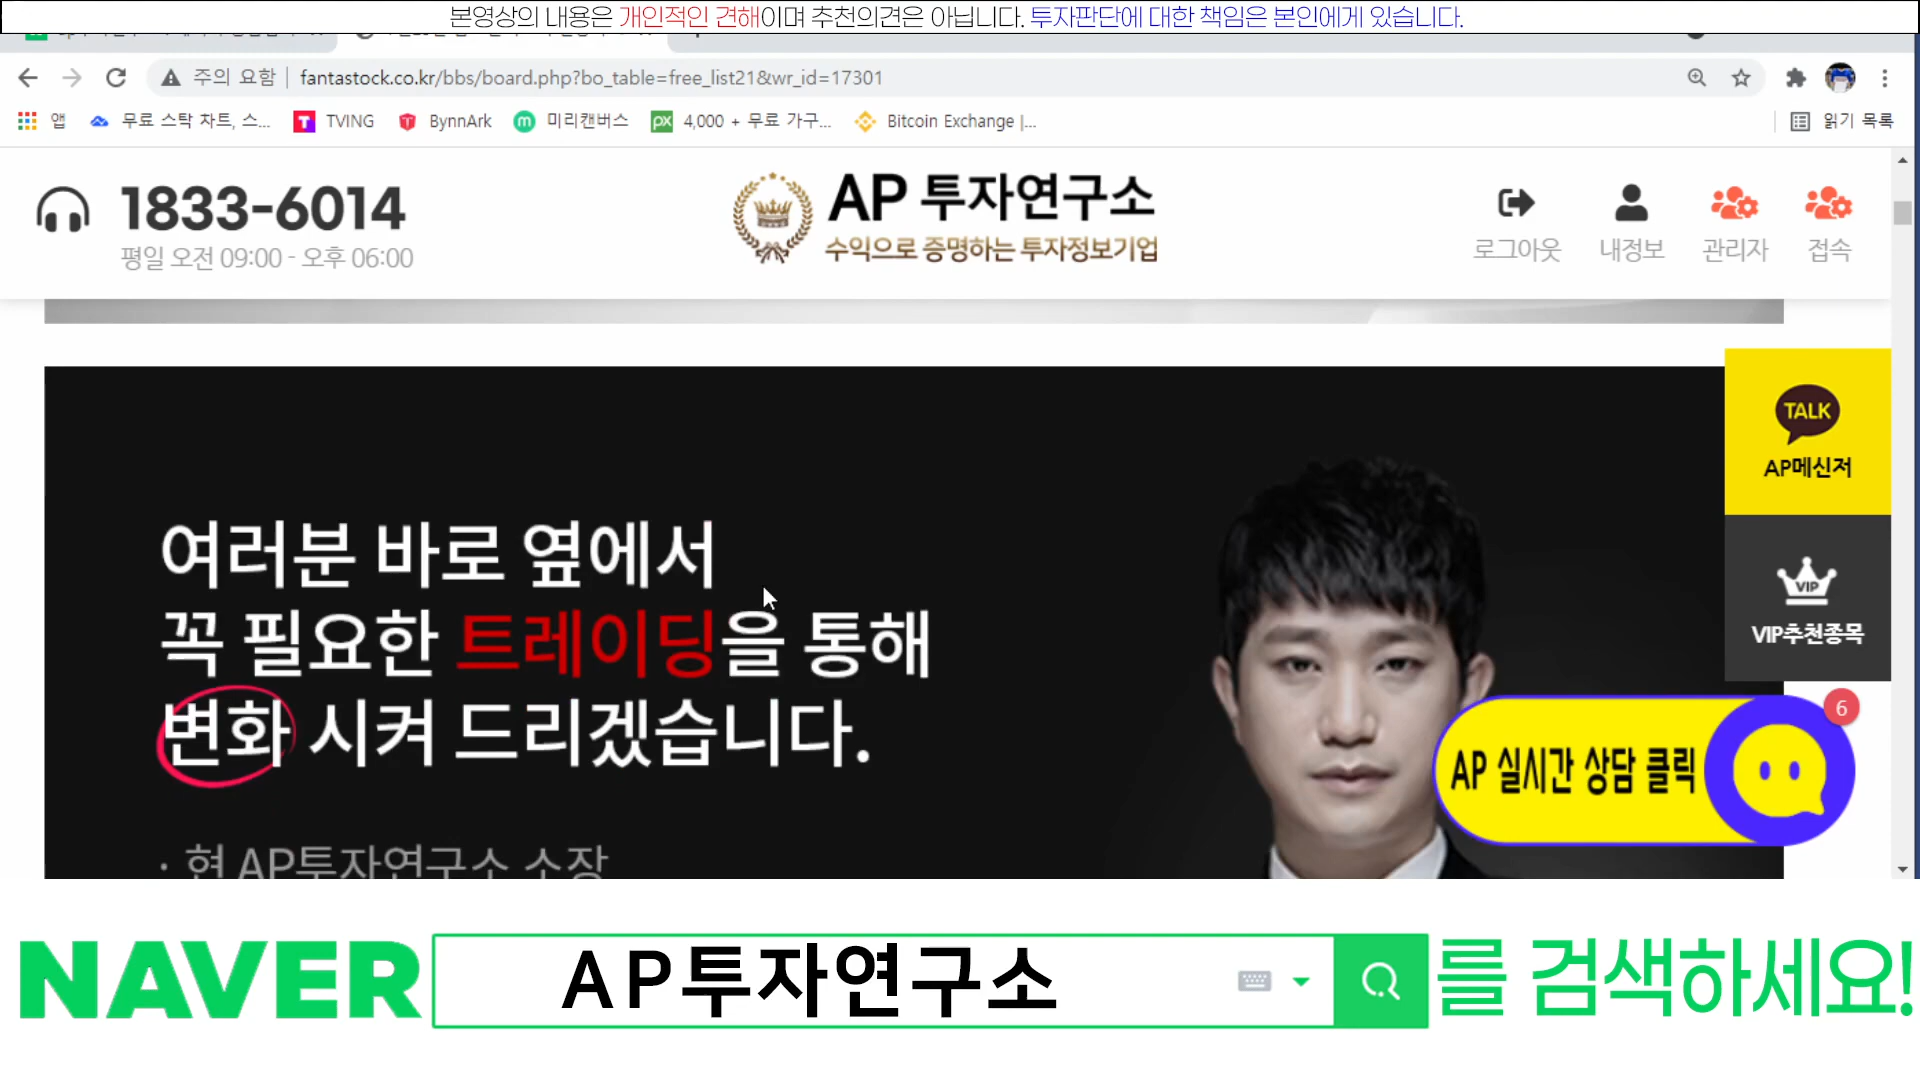 본영상의 내용은 개인적인 견해이며 추천의견은 아닙니다. 투자판단에 대한 책임은 본인에게 있습니다.
주의 요함 | fantastock.co.kr/bbs/board.php?bo_table=free_list21&wr_id=17301
앱 무료 스탁 차트, 스... TVING BynnArk 미리캔버스 4,000 + 무료 가구... Bitcoin Exchange |... 읽기 목록
1833-6014
평일 오전 09:00 - 오후 06:00
AP 투자연구소
수익으로 증명하는 투자정보기업
로그아웃 내정보 관리자 접속
TALK
AP메신저
여러분 바로 옆에서
꼭 필요한 트레이딩을 통해
변화 시켜 드리겠습니다.
· 현 AP투자연구소 소장
VIP
VIP추천종목
6
AP 실시간 상담 클릭
NAVER AP투자연구소 를 검색하세요!